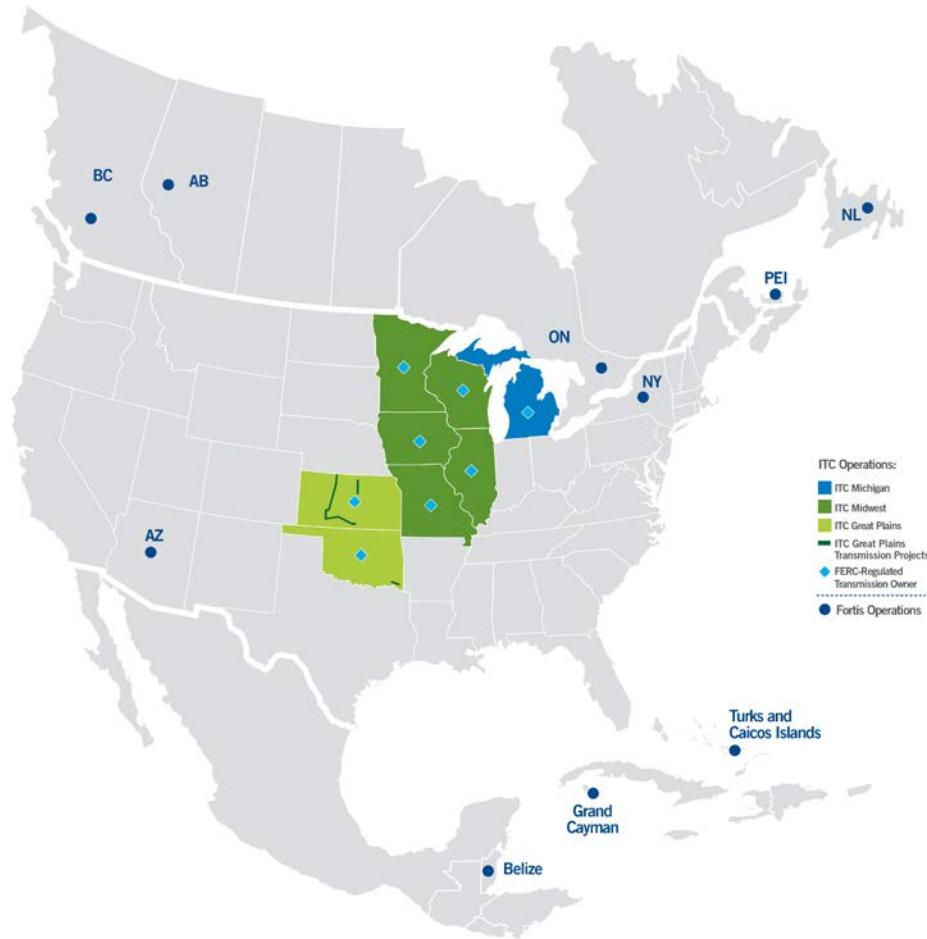 BC
AB
NL
PEI
ON
NY
AZ
ITC Operations:
ITC Michigan
ITC Midwest
ITC Great Plains
ITC Great Plains
Transmission Projects
FERC-Regulated
Transmission Owner
Fortis Operations
Turks and
Caicos Islands
Grand
Cayman
Belize